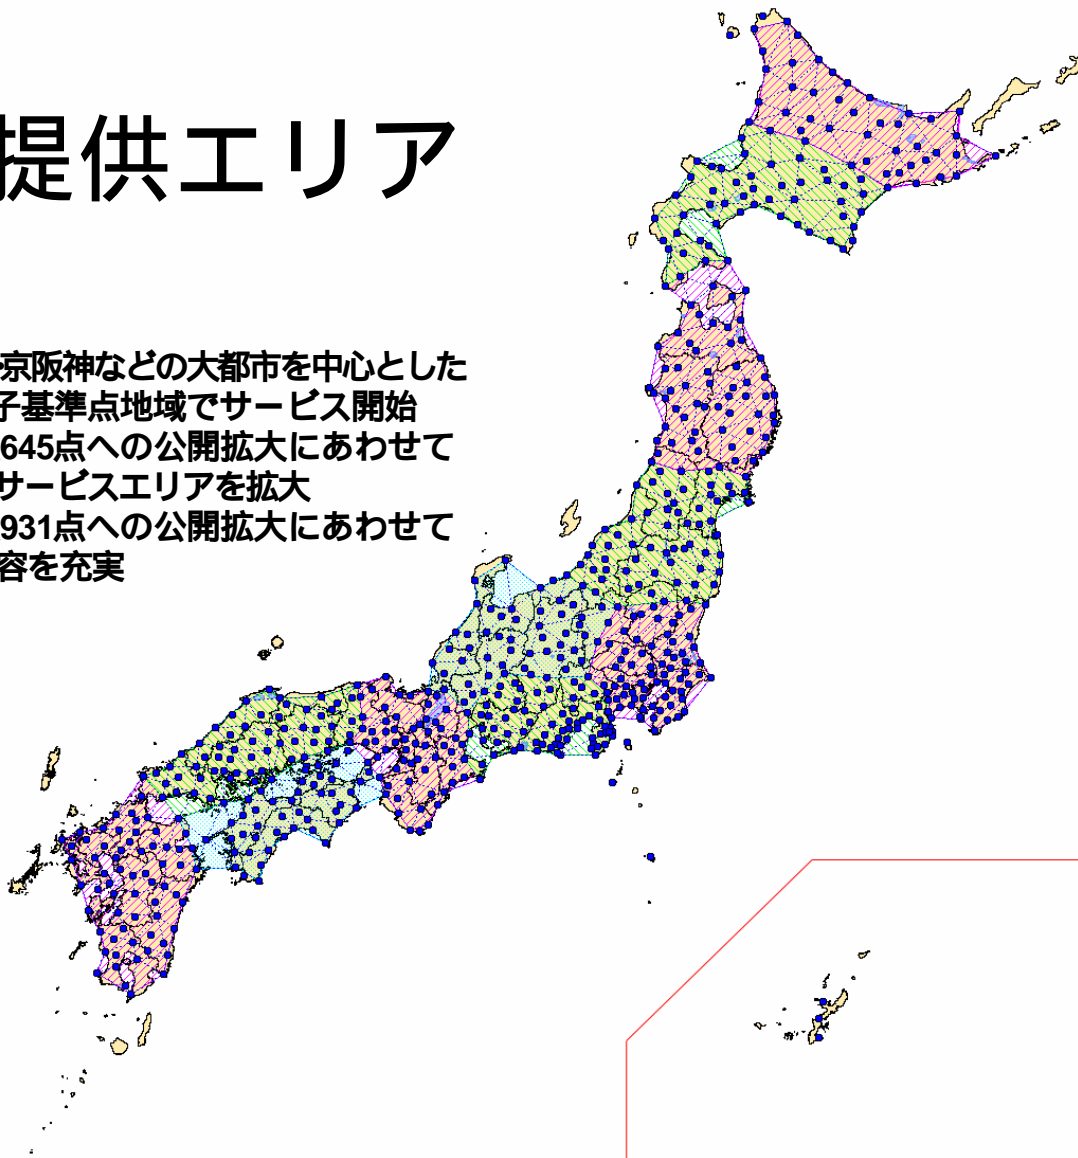 提供エリア
京阪神などの大都市を中心とした
子基準点地域でサービス開始
645点への公開拡大にあわせて
サービスエリアを拡大
931点への公開拡大にあわせて
容を充実